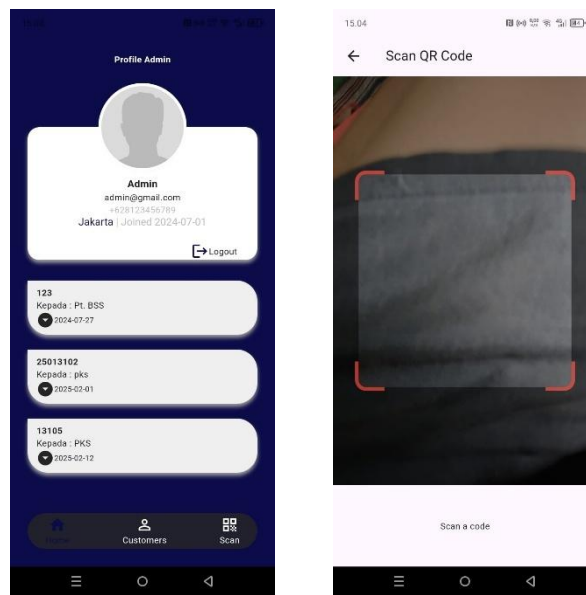 15.04
Profile Admin
Admin
admin@gmail.com
+628123456789
Jakarta | Joined 2024-07-01
Logout
123
Kepada : Pt. BSS
2024-07-27
25013102
Kepada : pks
2025-02-01
13105
Kepada : PKS
2025-02-12
Home
Customers
Scan
15.04
Scan QR Code
Scan a code